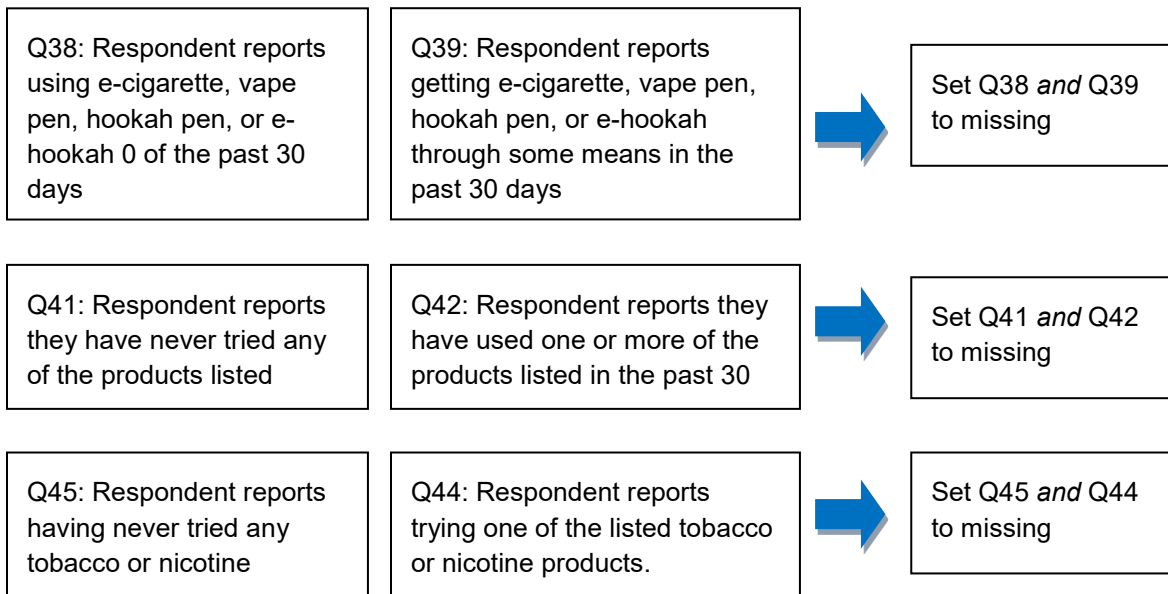 Q38: Respondent reports
using e-cigarette, vape
pen, hookah pen, or e-
hookah 0 of the past 30
days
Q39: Respondent reports
getting e-cigarette, vape pen,
hookah pen, or e-hookah
through some means in the
past 30 days
Set Q38 and Q39
to missing
Q41: Respondent reports
they have never tried any
of the products listed
Q42: Respondent reports they
have used one or more of the
products listed in the past 30
Set Q41 and Q42
to missing
Q45: Respondent reports
having never tried any
tobacco or nicotine
Q44: Respondent reports
trying one of the listed tobacco
or nicotine products.
Set Q45 and Q44
to missing